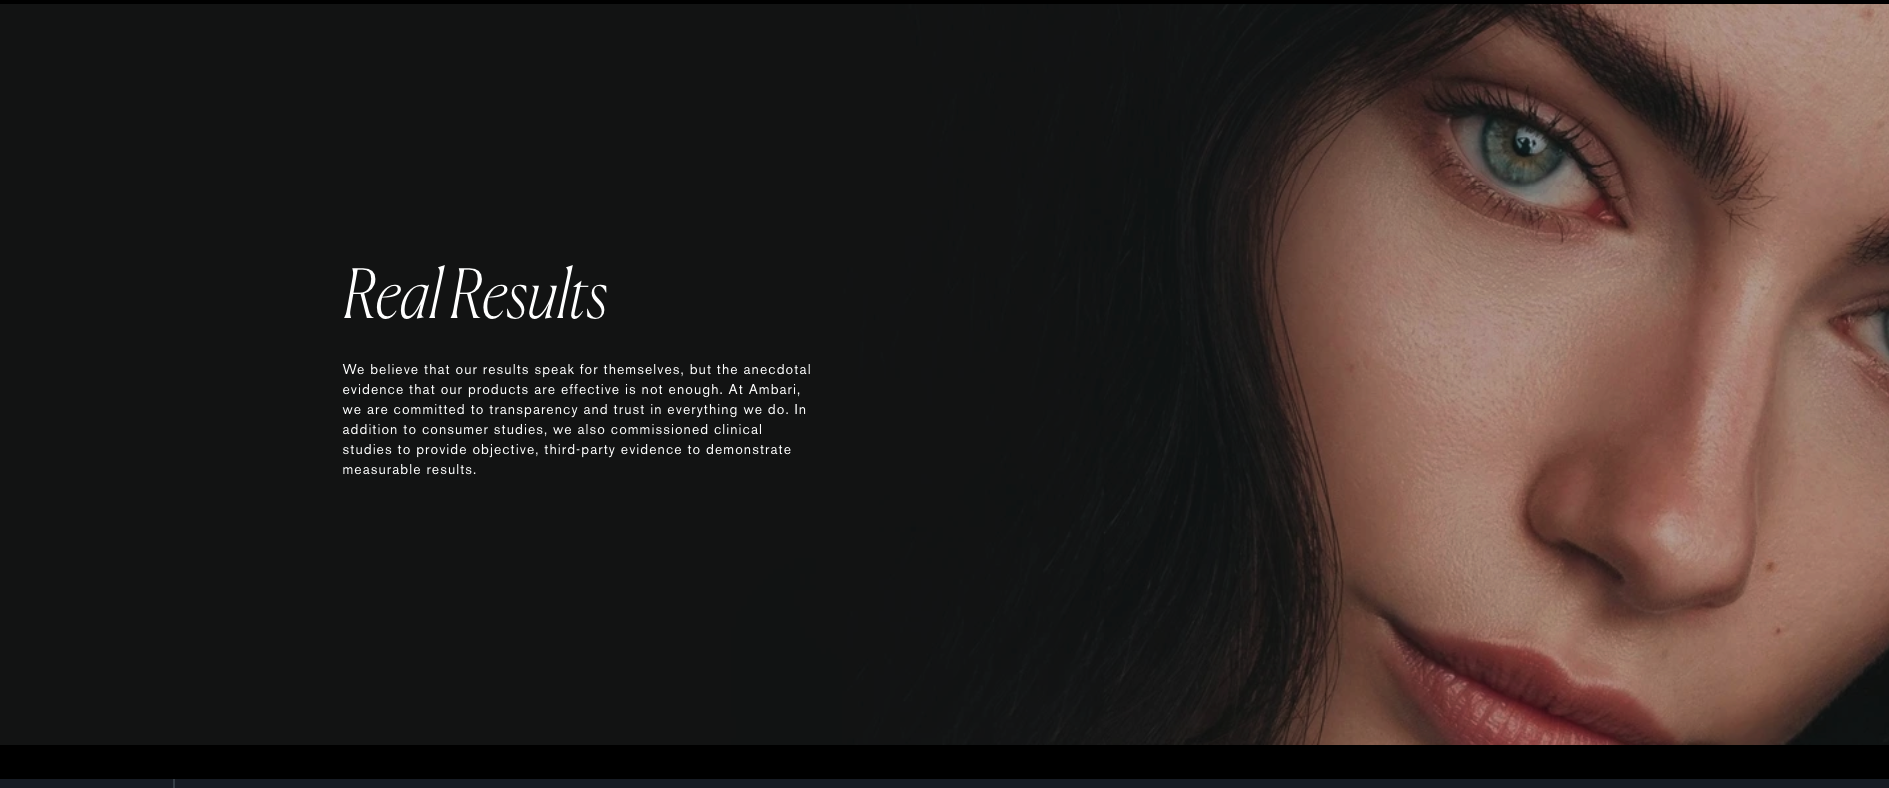 Real Results
We believe that our results speak for themselves, but the anecdotal
evidence that our products are effective is not enough. At Ambari,
we are committed to transparency and trust in everything we do. In
addition to consumer studies, we also commissioned clinical
studies to provide objective, third-party evidence to demonstrate
measurable results.